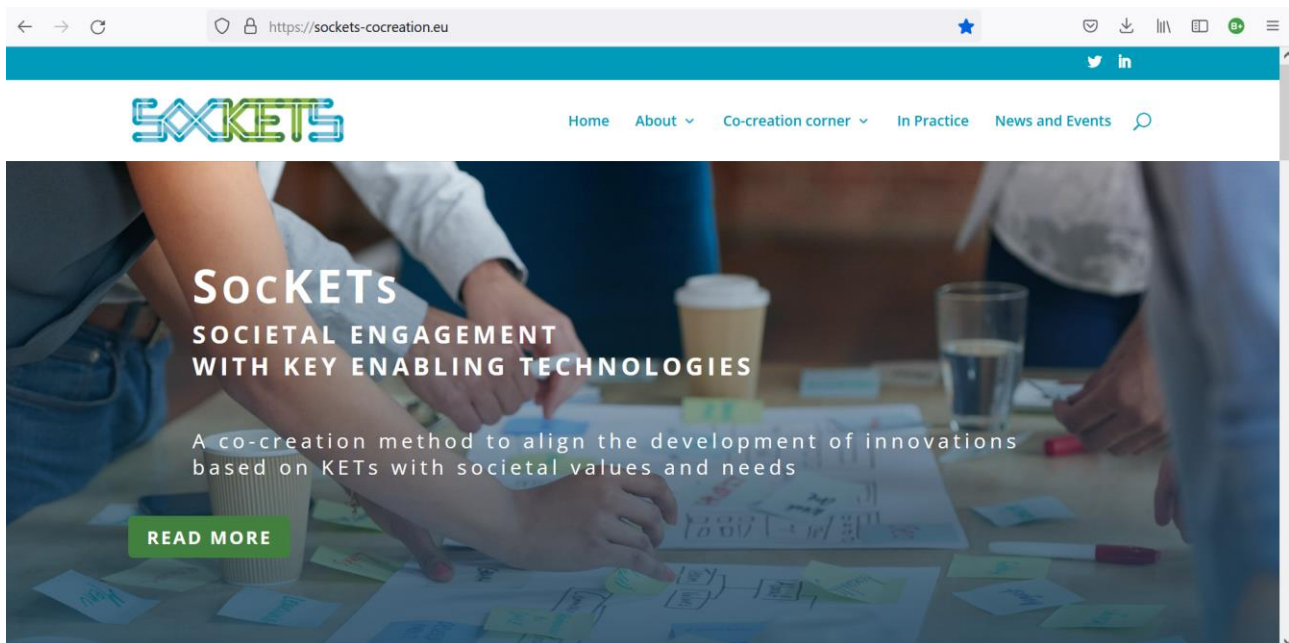 https://sockets-cocreation.eu
B+
in
SOCKETS
Home About Co-creation corner In Practice News and Events
SocKETs
SOCIETAL ENGAGEMENT
WITH KEY ENABLING TECHNOLOGIES
A co-creation method to align the development of innovations
based on KETs with societal values and needs
READ MORE